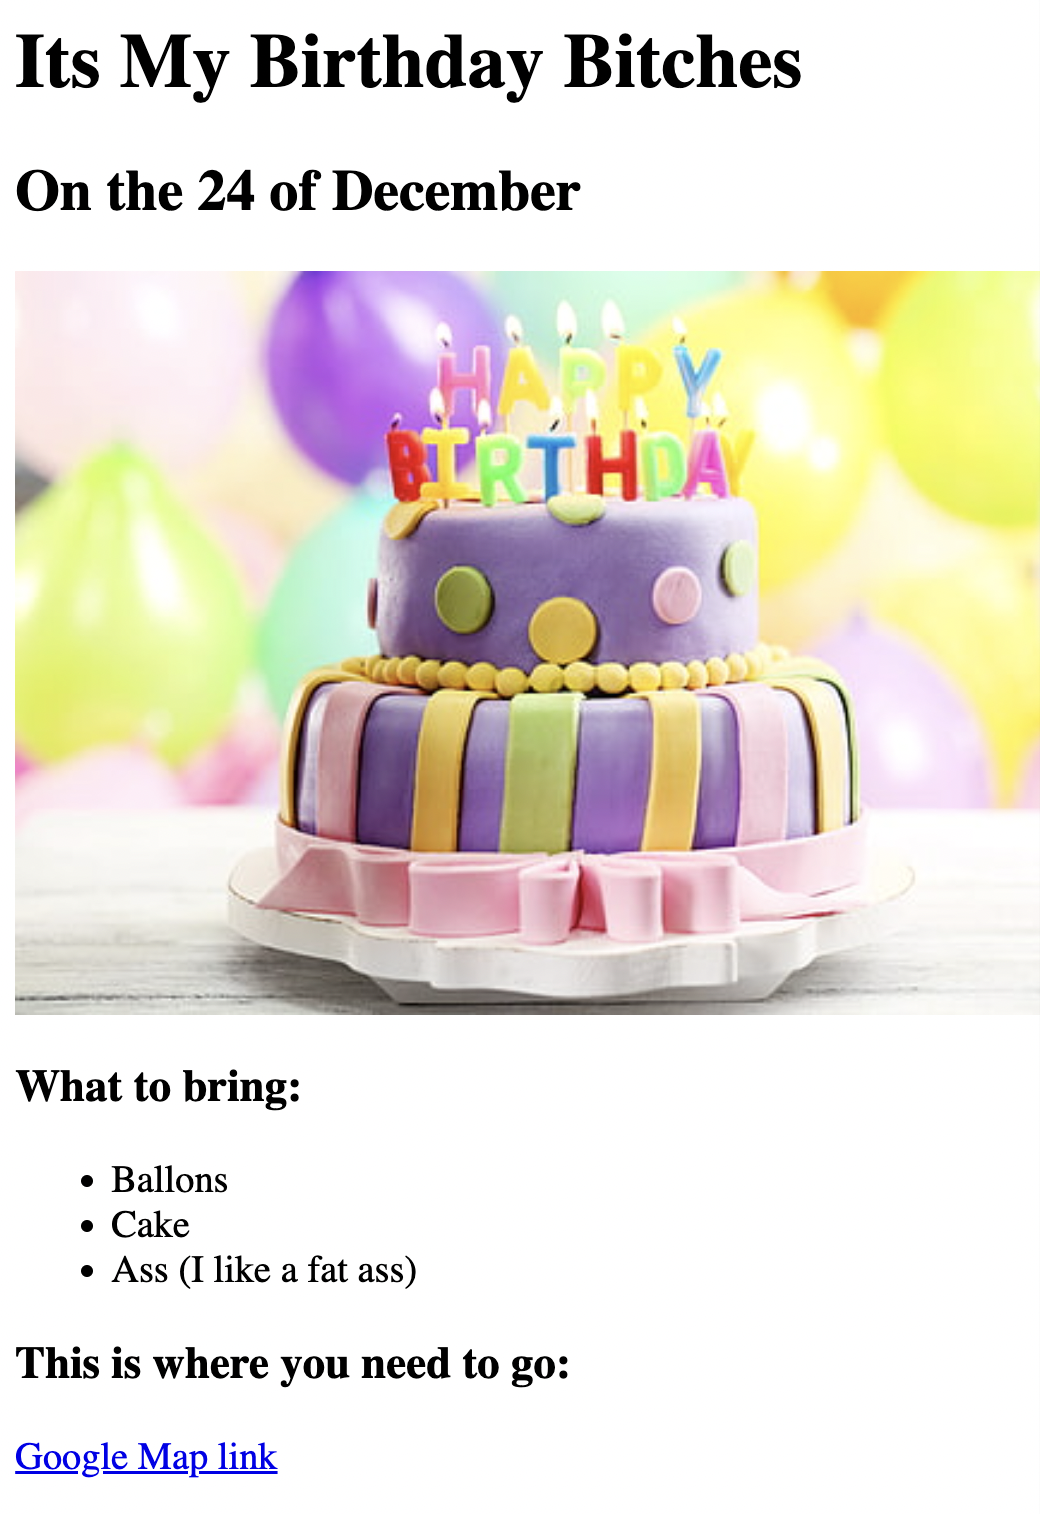 Its My Birthday Bitches
On the 24 of December
HAPPY
BIRTHDAY
What to bring:
Ballons
Cake
Ass (I like a fat ass)
This is where you need to go:
Google Map link